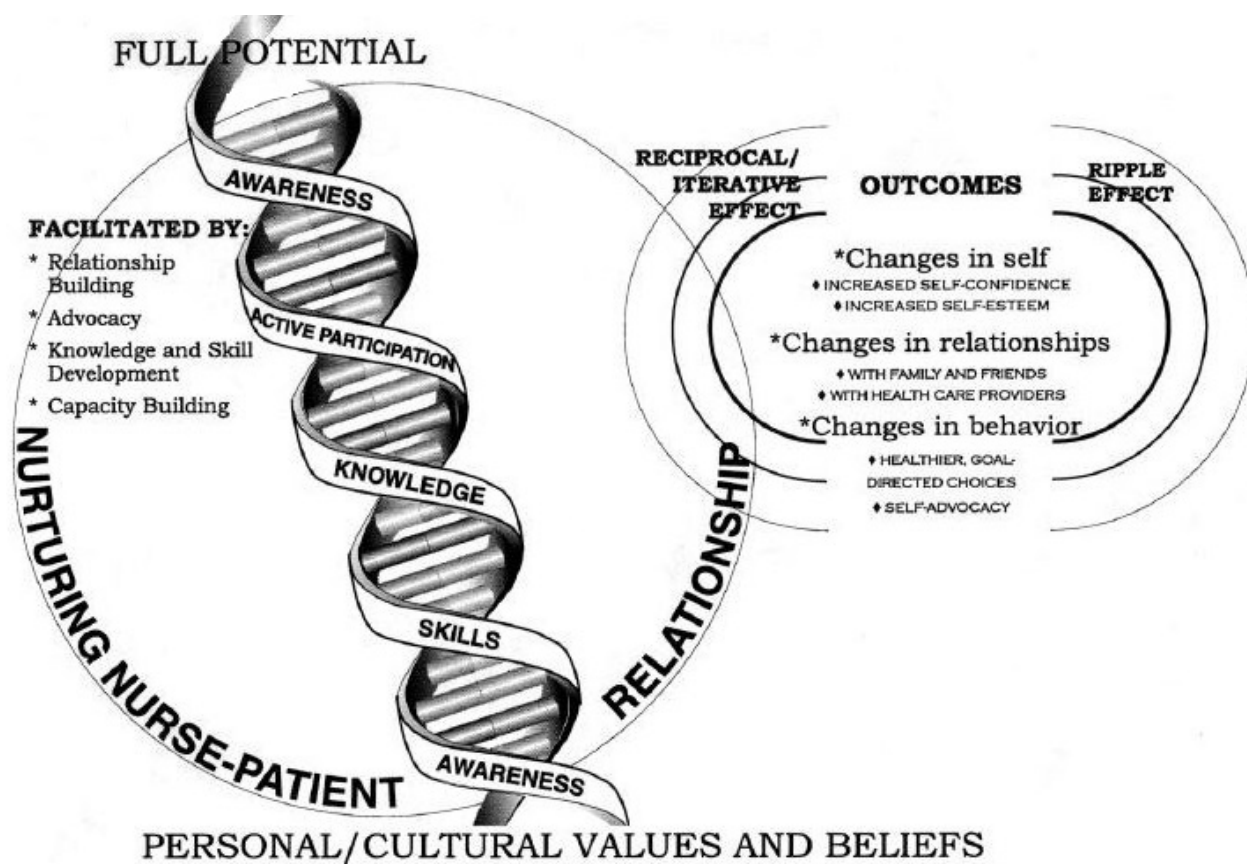 FULL POTENTIAL
AWARENESS
FACILITATED BY:
* Relationship
Building
* Advocacy
* Knowledge and Skill
Development
* Capacity Building
ACTIVE PARTICIPATION
KNOWLEDGE
SKILLS
AWARENESS
NURTURING NURSE-PATIENT
RELATIONSHIP
RECIPROCAL/
ITERATIVE
EFFECT
OUTCOMES
RIPPLE
EFFECT
*Changes in self
♦ INCREASED SELF-CONFIDENCE
♦ INCREASED SELF-ESTEEM
*Changes in relationships
♦ WITH FAMILY AND FRIENDS
♦ WITH HEALTH CARE PROVIDERS
*Changes in behavior
♦ HEALTHIER, GOAL-
DIRECTED CHOICES
♦ SELF-ADVOCACY
PERSONAL/CULTURAL VALUES AND BELIEFS